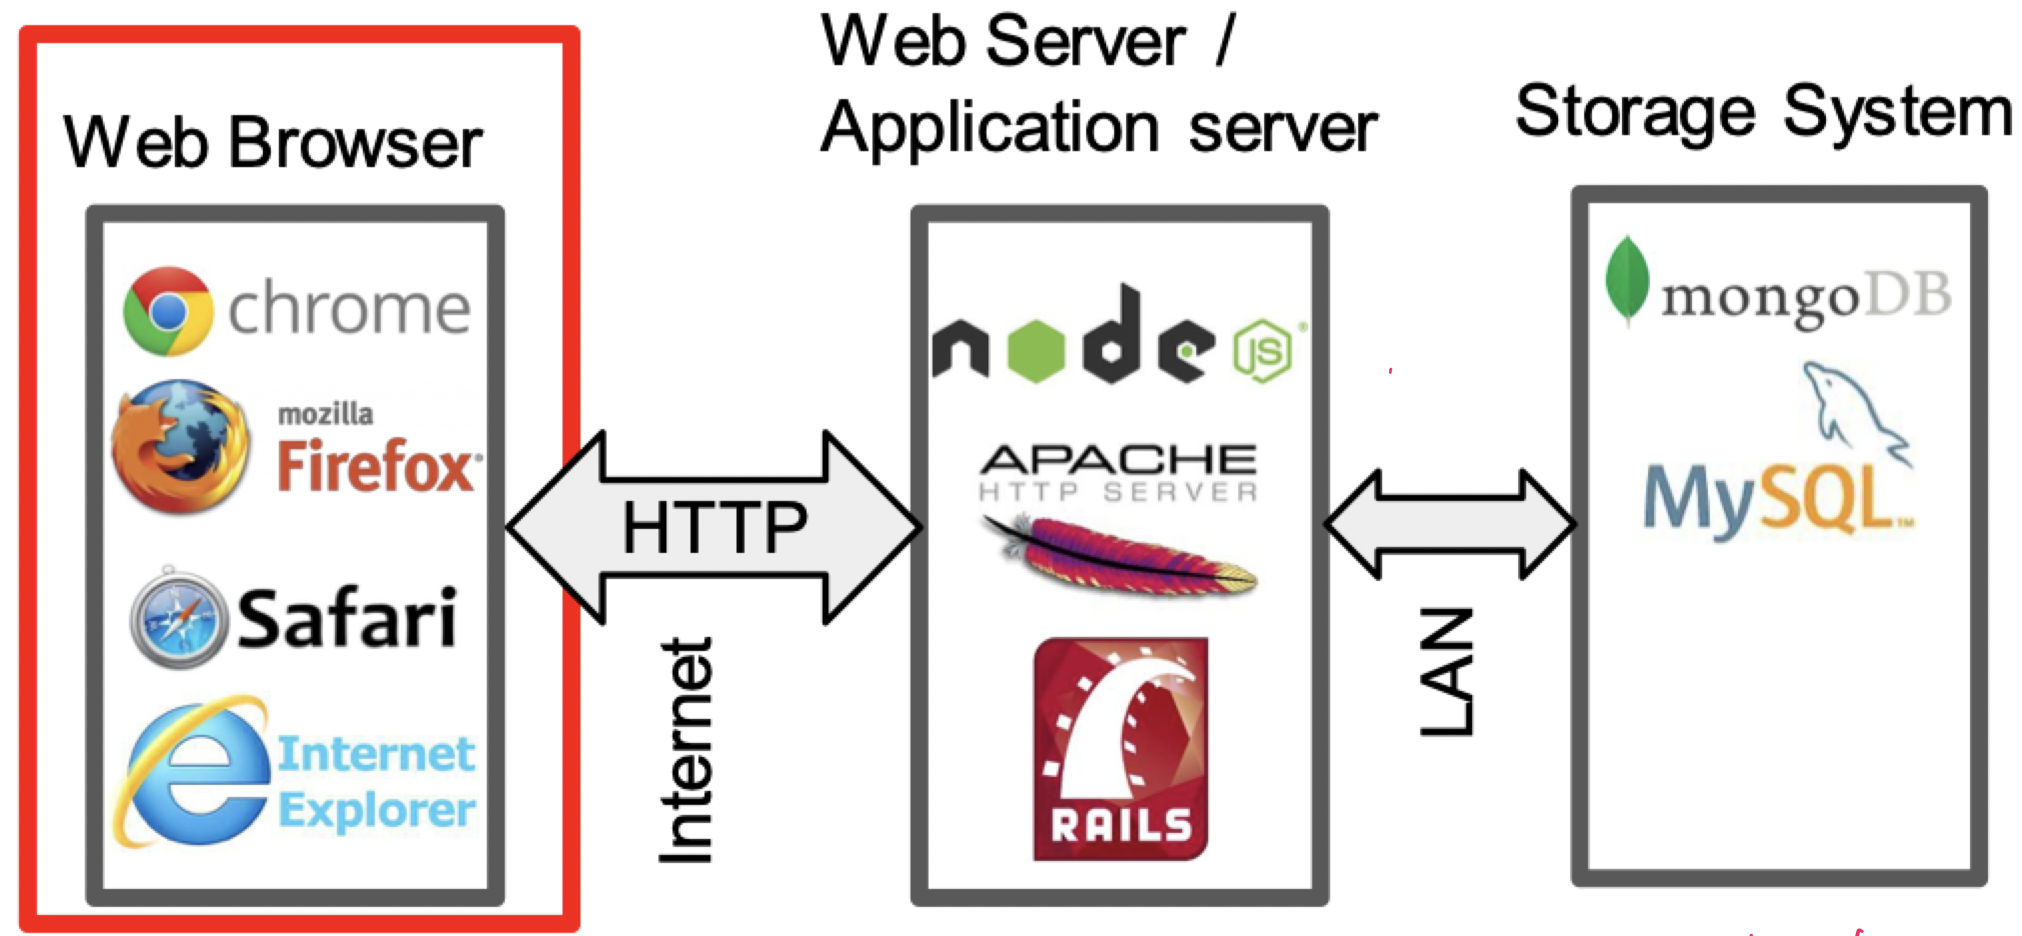 Web Browser
chrome
mozilla
Firefox
Safari
Internet
Explorer
HTTP
Internet
Web Server /
Application server
node JS
APACHE
HTTP SERVER
RAILS
LAN
Storage System
mongoDB
MySQL™